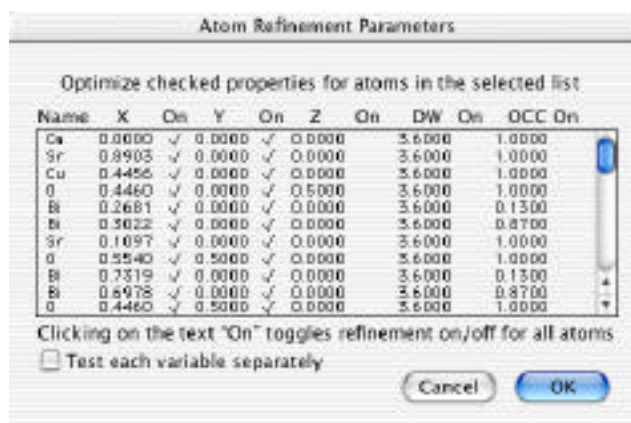 Atom Refinement Parameters
Optimize checked properties for atoms in the selected list
Name X On Y On Z On DW On OCC On
Ca 0.0000 ✓ 0.0000 ✓ 0.0000 3.6000 1.0000
Sr 0.8903 ✓ 0.0000 ✓ 0.0000 3.6000 1.0000
Cu 0.4456 ✓ 0.0000 ✓ 0.0000 3.6000 1.0000
O 0.4460 ✓ 0.0000 ✓ 0.5000 3.6000 1.0000
Bi 0.2681 ✓ 0.0000 ✓ 0.0000 3.6000 0.1300
Bi 0.3022 ✓ 0.0000 ✓ 0.0000 3.6000 0.8700
Sr 0.1097 ✓ 0.0000 ✓ 0.0000 3.6000 1.0000
O 0.5540 ✓ 0.5000 ✓ 0.0000 3.6000 1.0000
Bi 0.7319 ✓ 0.0000 ✓ 0.0000 3.6000 0.1300
Bi 0.6978 ✓ 0.0000 ✓ 0.0000 3.6000 0.8700
O 0.4460 ✓ 0.5000 ✓ 0.0000 3.6000 1.0000
Clicking on the text "On" toggles refinement on/off for all atoms
Test each variable separately
Cancel OK